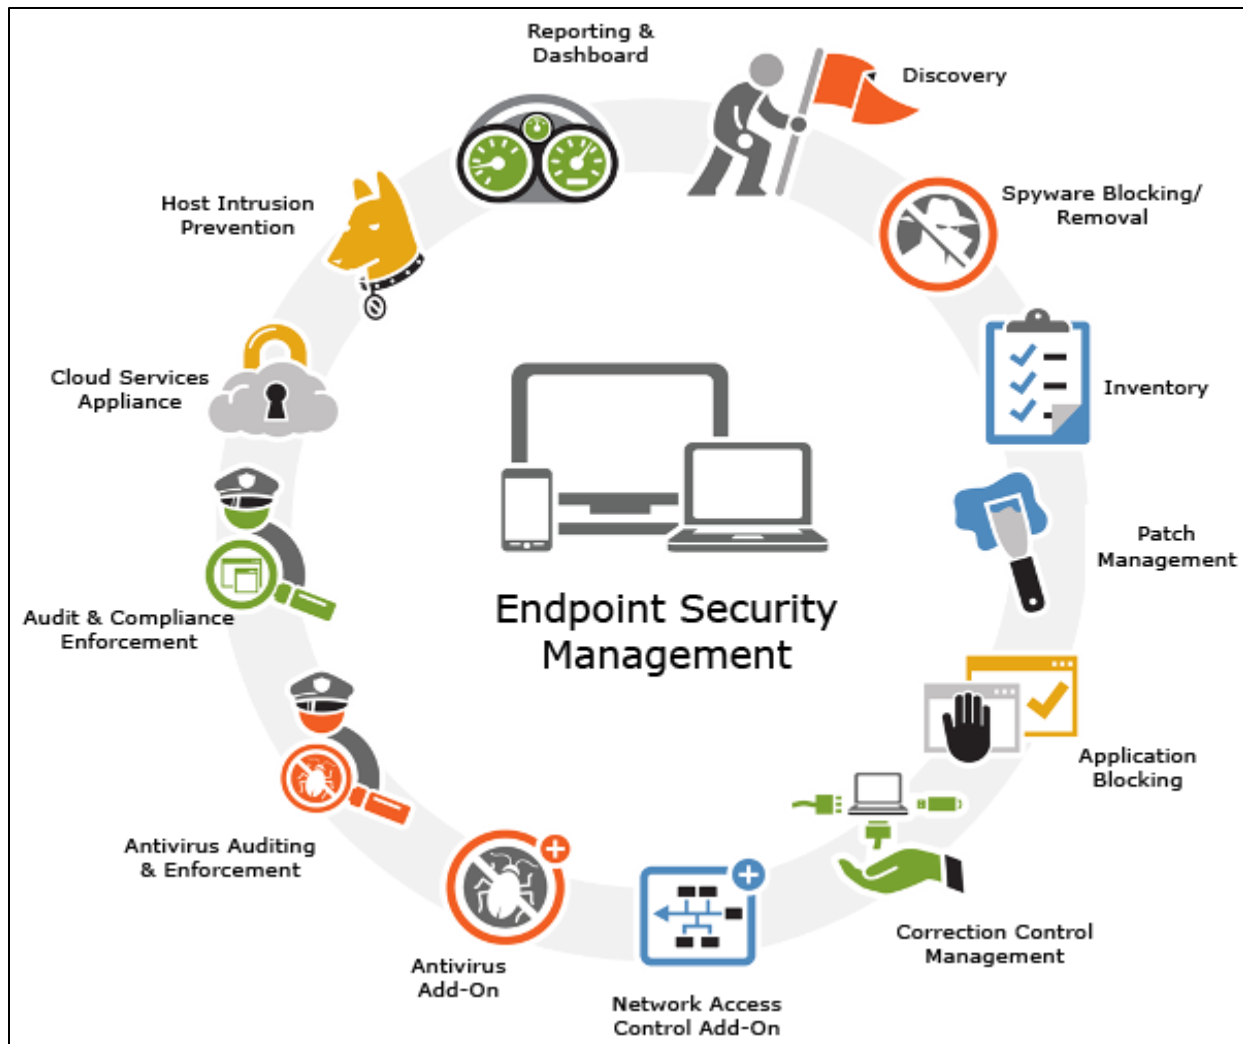 Reporting &
Dashboard
Discovery
Spyware Blocking/
Removal
Inventory
Patch
Management
Application
Blocking
Correction Control
Management
Network Access
Control Add-On
Antivirus
Add-On
Antivirus Auditing
& Enforcement
Audit & Compliance
Enforcement
Cloud Services
Appliance
Host Intrusion
Prevention
Endpoint Security
Management